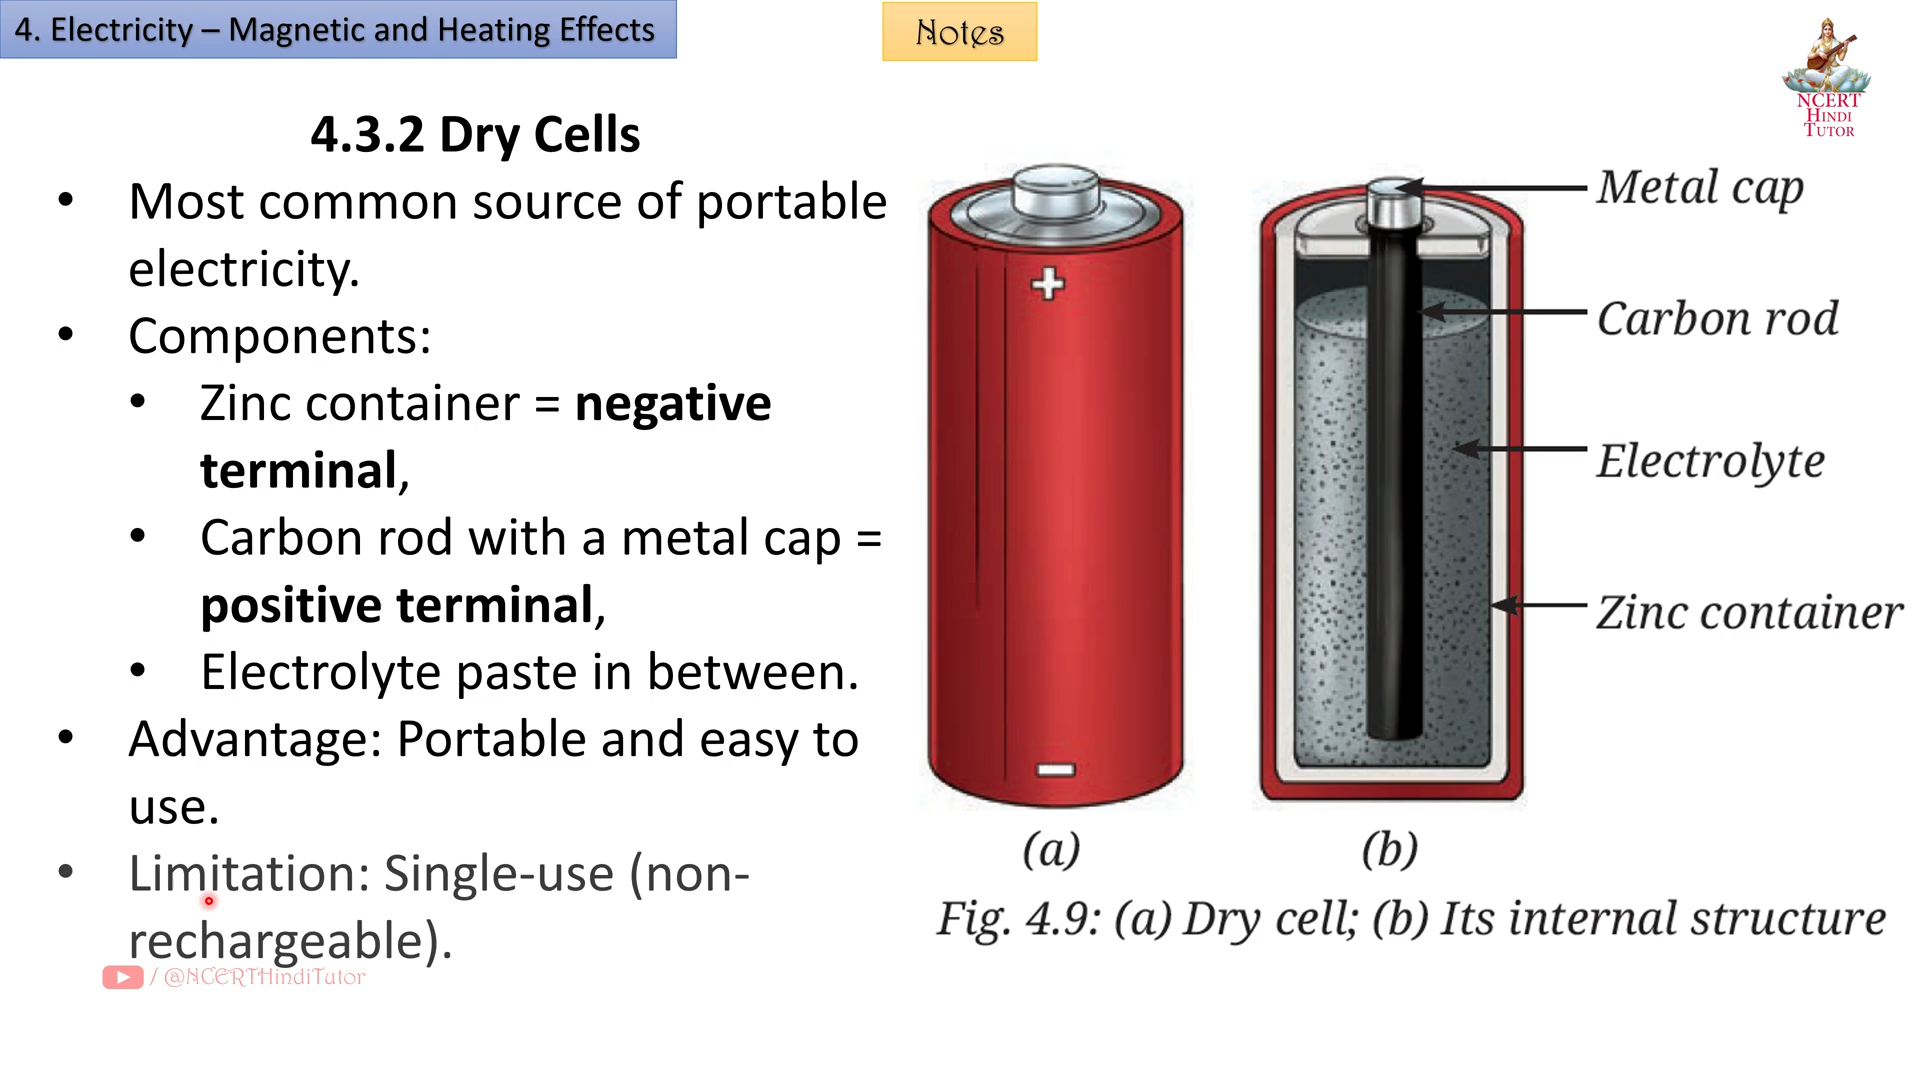 4. Electricity – Magnetic and Heating Effects
Notes
NCERT
HINDI
TUTOR
4.3.2 Dry Cells
• Most common source of portable
electricity.
• Components:
• Zinc container = negative
terminal,
• Carbon rod with a metal cap =
positive terminal,
• Electrolyte paste in between.
• Advantage: Portable and easy to
use.
• Limitation: Single-use (non-
rechargeable).
/ @NCERTHindiTutor
+
−
Metal cap
Carbon rod
Electrolyte
Zinc container
(a)
(b)
Fig. 4.9: (a) Dry cell; (b) Its internal structure